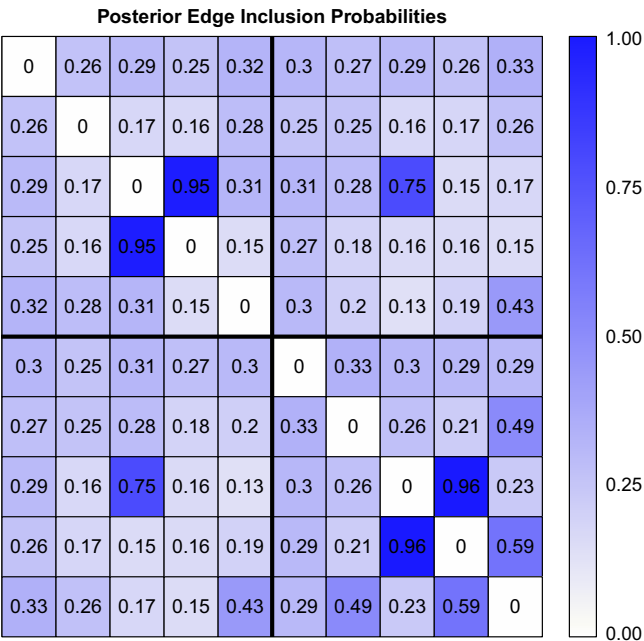 Posterior Edge Inclusion Probabilities
0 0.26 0.29 0.25 0.32 0.3 0.27 0.29 0.26 0.33
0.26 0 0.17 0.16 0.28 0.25 0.25 0.16 0.17 0.26
0.29 0.17 0 0.95 0.31 0.31 0.28 0.75 0.15 0.17
0.25 0.16 0.95 0 0.15 0.27 0.18 0.16 0.16 0.15
0.32 0.28 0.31 0.15 0 0.3 0.2 0.13 0.19 0.43
0.3 0.25 0.31 0.27 0.3 0 0.33 0.3 0.29 0.29
0.27 0.25 0.28 0.18 0.2 0.33 0 0.26 0.21 0.49
0.29 0.16 0.75 0.16 0.13 0.3 0.26 0 0.96 0.23
0.26 0.17 0.15 0.16 0.19 0.29 0.21 0.96 0 0.59
0.33 0.26 0.17 0.15 0.43 0.29 0.49 0.23 0.59 0
1.00
0.75
0.50
0.25
0.00